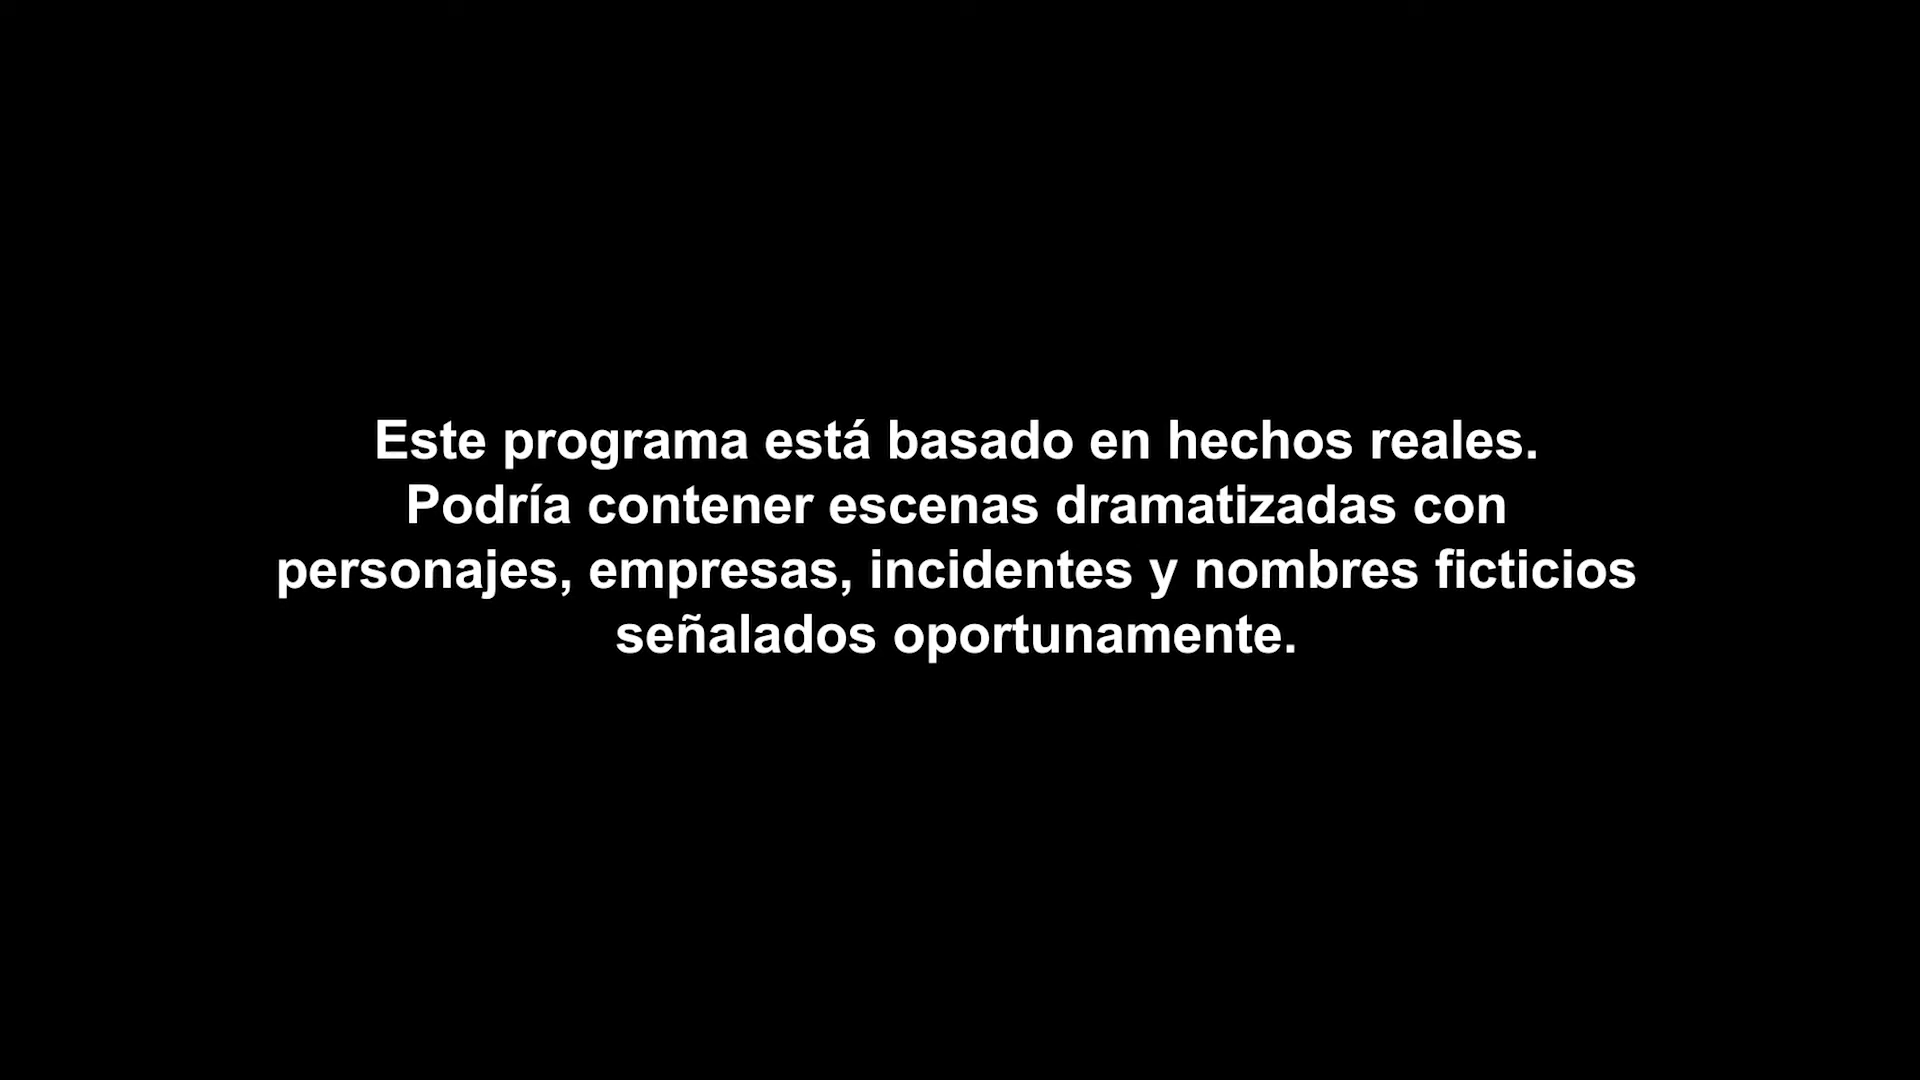 Este programa está basado en hechos reales.
Podría contener escenas dramatizadas con
personajes, empresas, incidentes y nombres ficticios
señalados oportunamente.